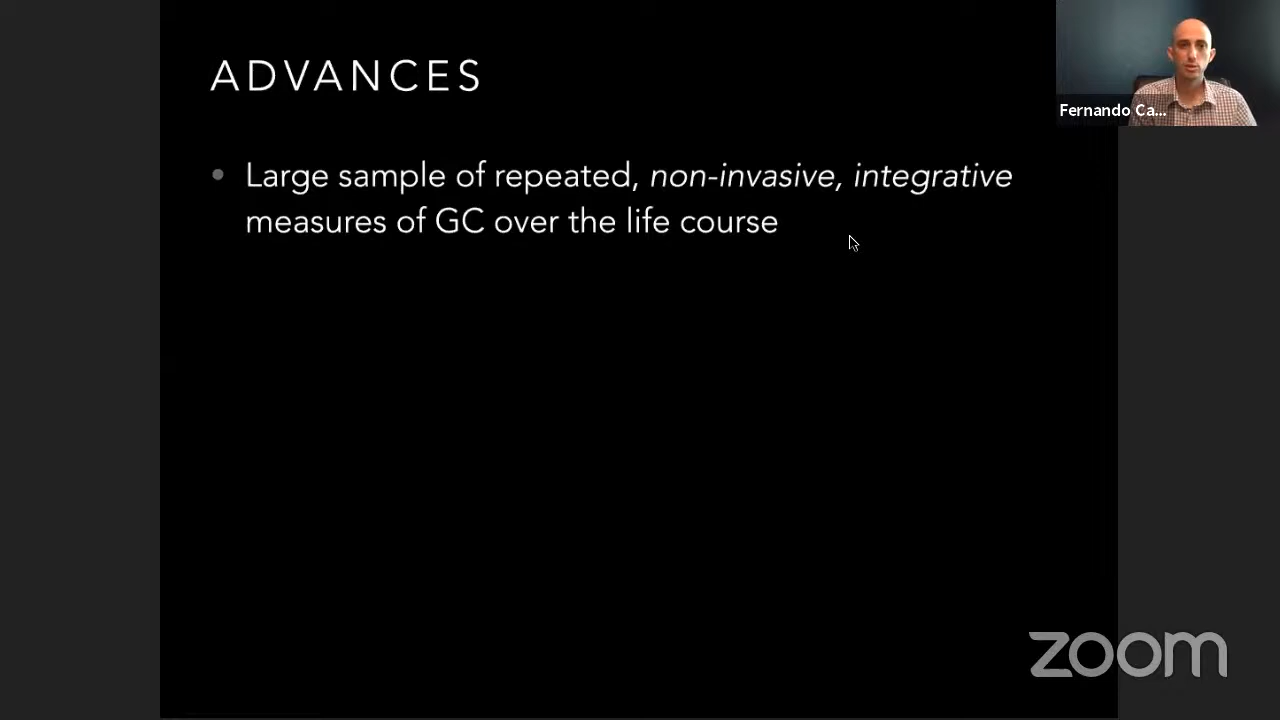 ADVANCES
Fernando Ca...
• Large sample of repeated, non-invasive, integrative
measures of GC over the life course
zoom